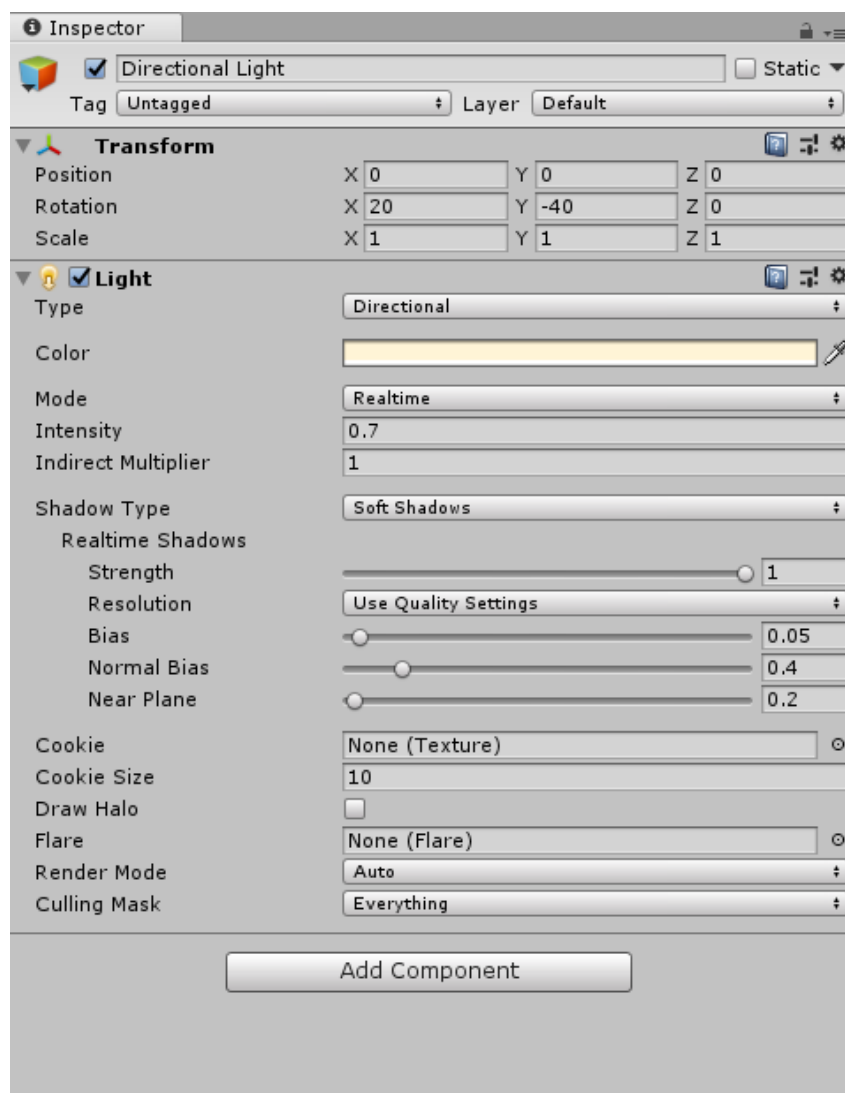 Inspector
Directional Light Static
Tag Untagged Layer Default
Transform
Position X 0 Y 0 Z 0
Rotation X 20 Y -40 Z 0
Scale X 1 Y 1 Z 1
Light
Type Directional
Color
Mode Realtime
Intensity 0.7
Indirect Multiplier 1
Shadow Type Soft Shadows
Realtime Shadows
Strength 1
Resolution Use Quality Settings
Bias 0.05
Normal Bias 0.4
Near Plane 0.2
Cookie None (Texture)
Cookie Size 10
Draw Halo
Flare None (Flare)
Render Mode Auto
Culling Mask Everything
Add Component